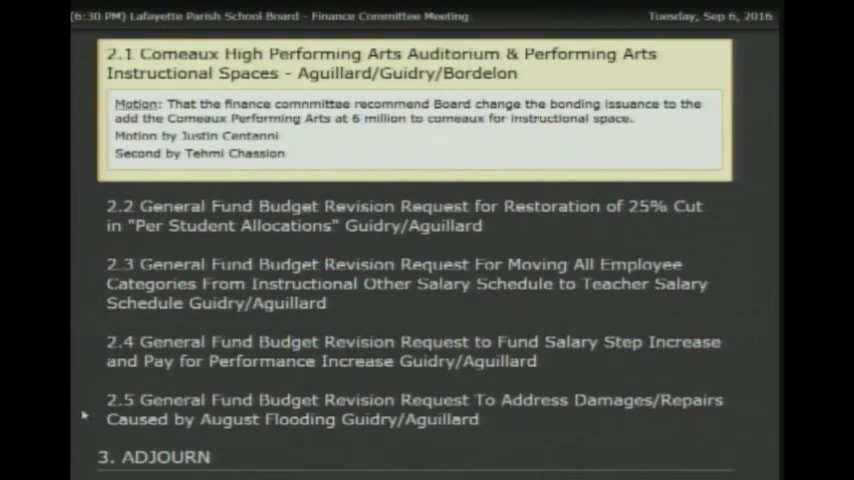 (6:30 PM) Lafayette Parish School Board - Finance Committee Meeting Tuesday, Sep 6, 2016
2.1 Comeaux High Performing Arts Auditorium & Performing Arts
Instructional Spaces - Aguillard/Guidry/Bordelon
Motion: That the finance comnmittee recommend Board change the bonding issuance to the
add the Comeaux Performing Arts at 6 million to comeaux for instructional space.
Motion by Justin Centanni
Second by Tehmi Chassion
2.2 General Fund Budget Revision Request for Restoration of 25% Cut
in "Per Student Allocations" Guidry/Aguillard
2.3 General Fund Budget Revision Request For Moving All Employee
Categories From Instructional Other Salary Schedule to Teacher Salary
Schedule Guidry/Aguillard
2.4 General Fund Budget Revision Request to Fund Salary Step Increase
and Pay for Performance Increase Guidry/Aguillard
2.5 General Fund Budget Revision Request To Address Damages/Repairs
Caused by August Flooding Guidry/Aguillard
3. ADJOURN